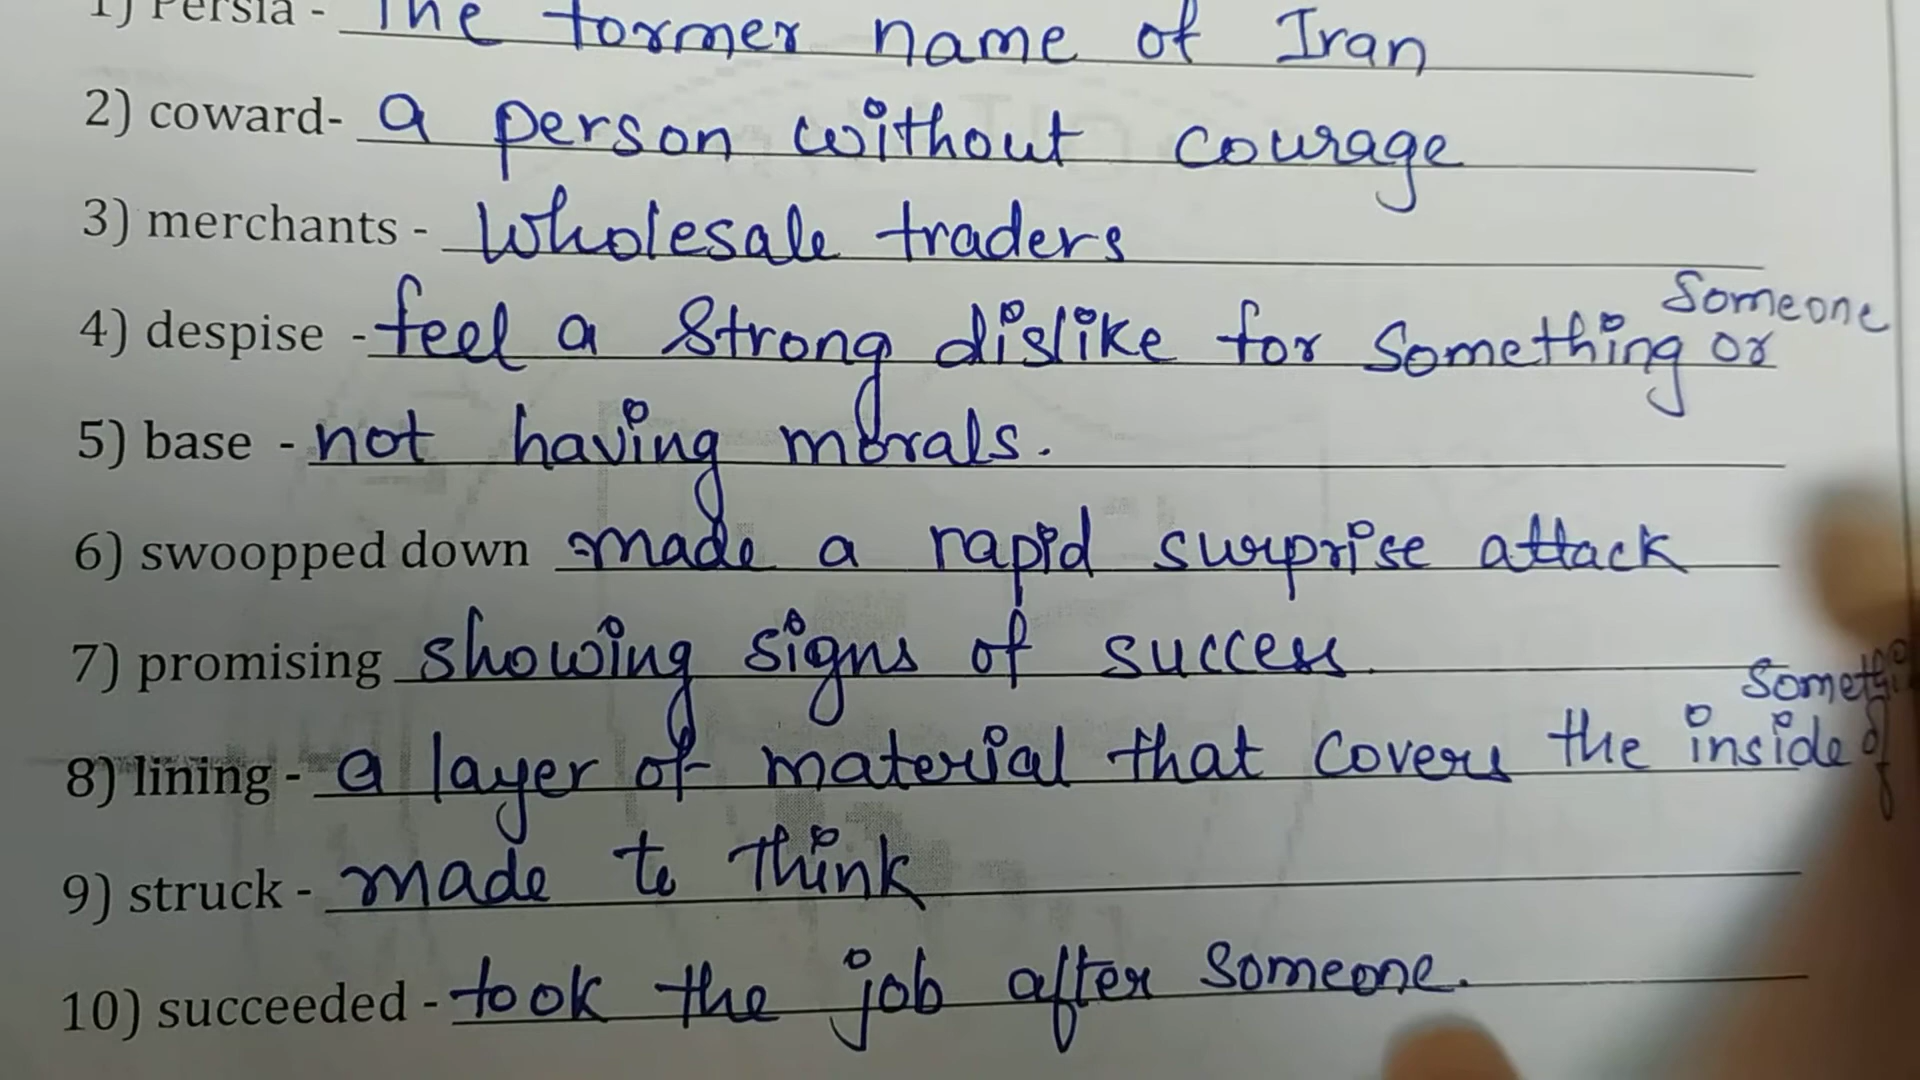 1) Persia - The former name of Iran
2) coward- a person without courage
3) merchants - Wholesale traders
someone
4) despise - feel a strong dislike for something or
5) base - not having morals.
6) swoopped down - made a rapid surprise attack
7) promising showing signs of success
8) lining - a layer of material that covers the inside of
9) struck - made to think
10) succeeded - took the job after someone.